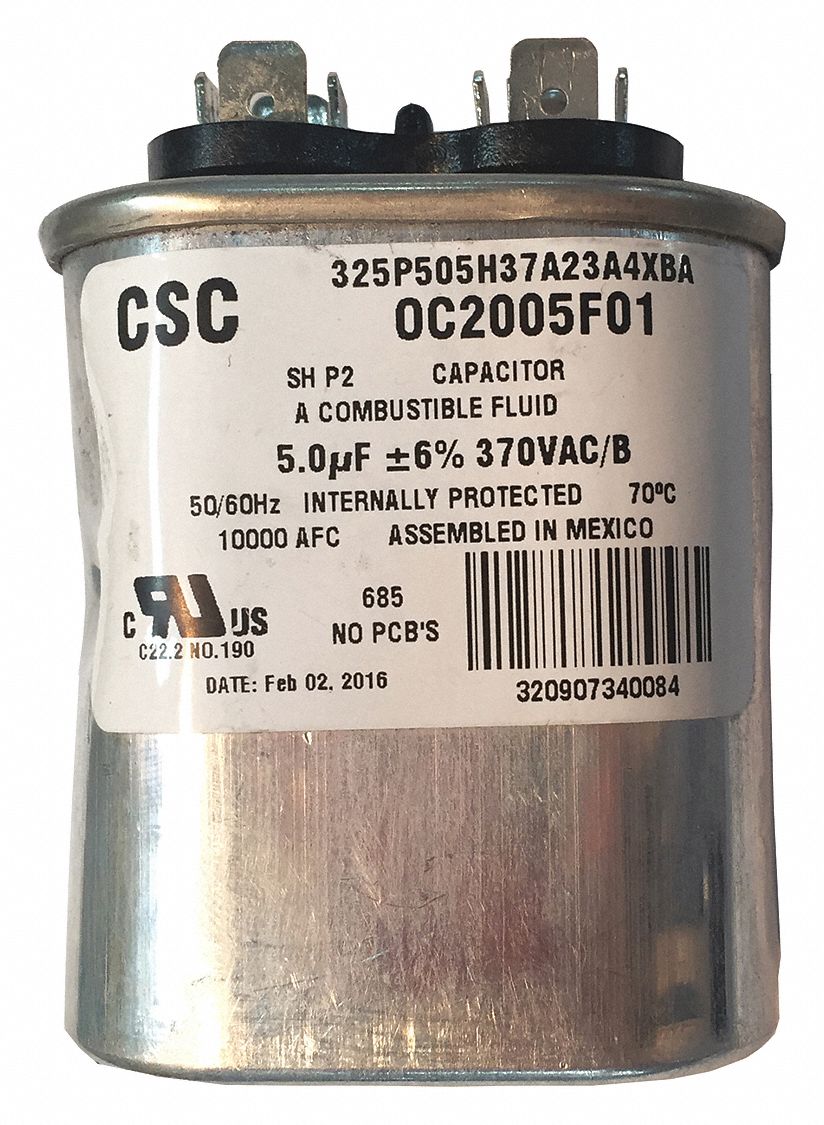 325P505H37A23A4XBA
CSC OC2005F01
SH P2 CAPACITOR
A COMBUSTIBLE FLUID
5.0µF ±6% 370VAC/B
50/60Hz INTERNALLY PROTECTED 70ºC
10000 AFC ASSEMBLED IN MEXICO
C RU US
C22.2 NO.190
685
NO PCB'S
DATE: Feb 02, 2016
320907340084